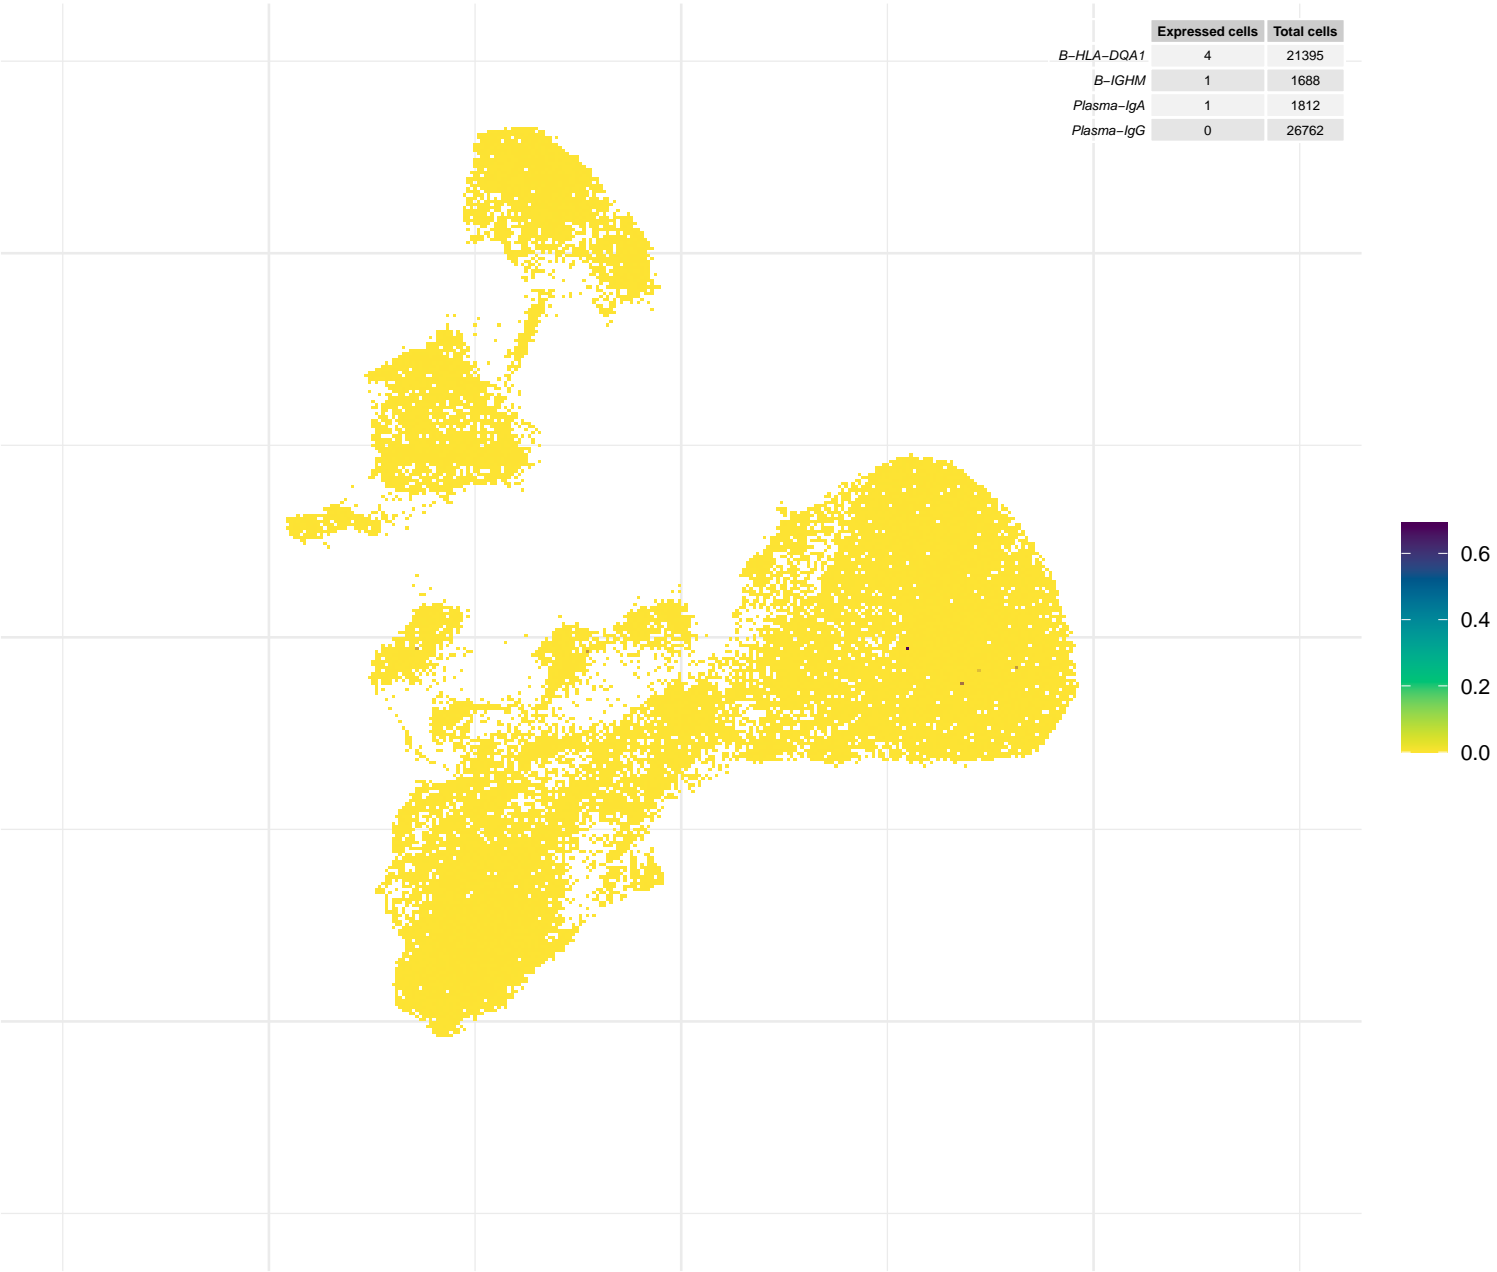 Expressed cells Total cells
B−HLA−DQA1 4 21395
B−IGHM 1 1688
Plasma−IgA 1 1812
Plasma−IgG 0 26762
0.6
0.4
0.2
0.0